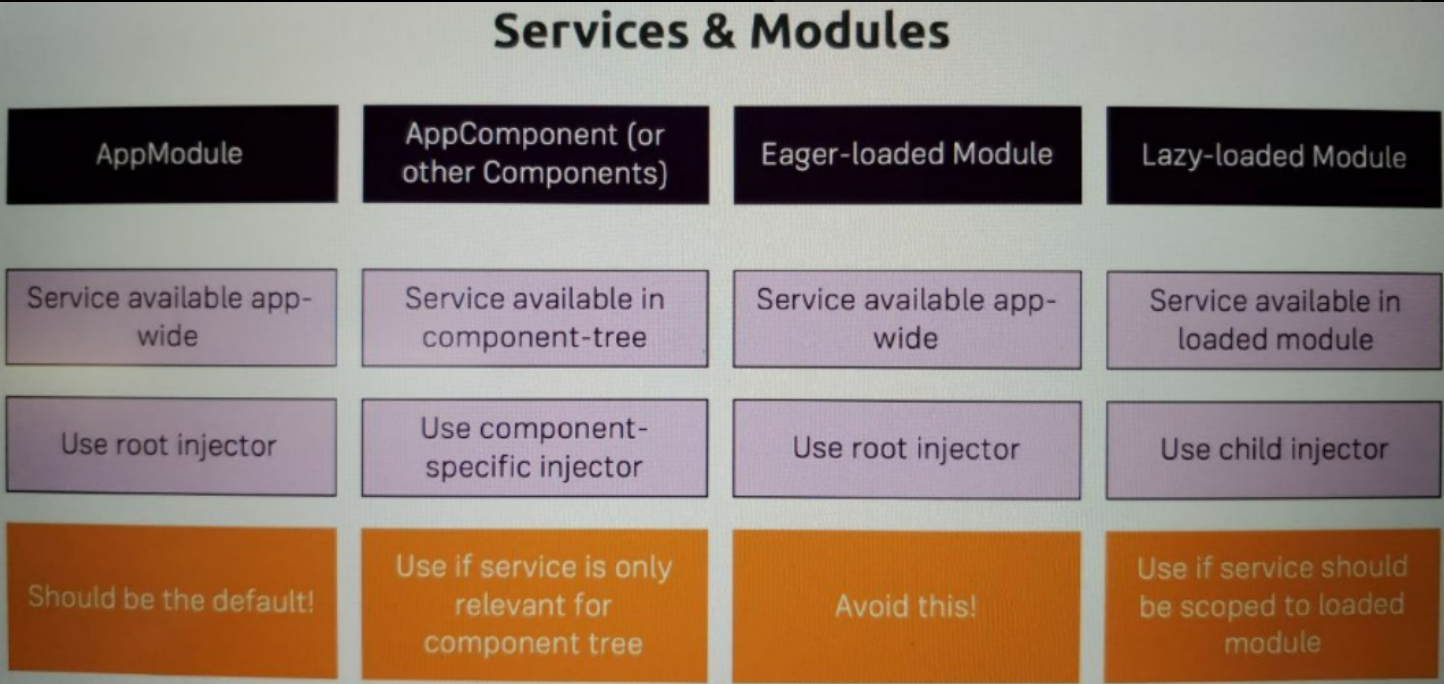 Services & Modules
AppModule
AppComponent (or
other Components)
Eager-loaded Module
Lazy-loaded Module
Service available app-
wide
Service available in
component-tree
Service available app-
wide
Service available in
loaded module
Use root injector
Use component-
specific injector
Use root injector
Use child injector
Should be the default!
Use if service is only
relevant for
component tree
Avoid this!
Use if service should
be scoped to loaded
module